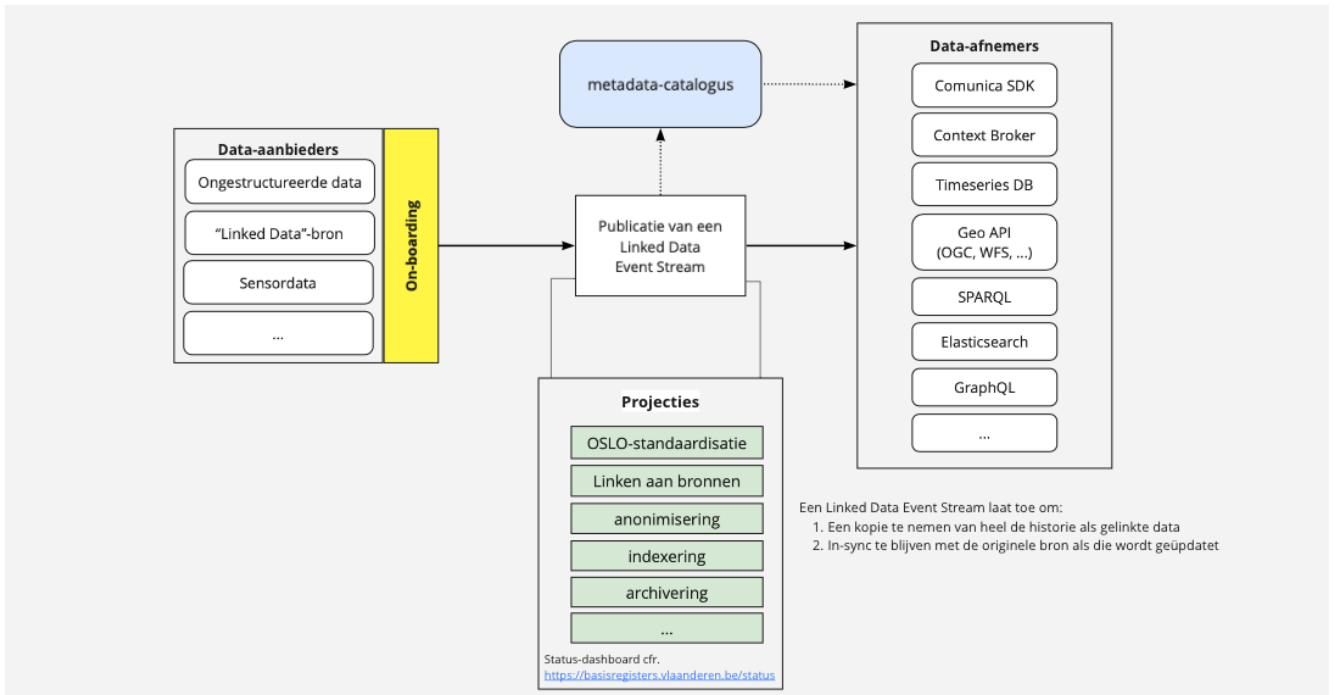 Data-aanbieders
Ongestructureerde data
“Linked Data”-bron
Sensordata
...
On-boarding
metadata-catalogus
Publicatie van een
Linked Data
Event Stream
Projecties
OSLO-standaardisatie
Linken aan bronnen
anonimisering
indexering
archivering
...
Status-dashboard cfr.
https://basisregisters.vlaanderen.be/status
Data-afnemers
Comunica SDK
Context Broker
Timeseries DB
Geo API
(OGC, WFS, ...)
SPARQL
Elasticsearch
GraphQL
...
Een Linked Data Event Stream laat toe om:
1. Een kopie te nemen van heel de historie als gelinkte data
2. In-sync te blijven met de originele bron als die wordt geüpdatet